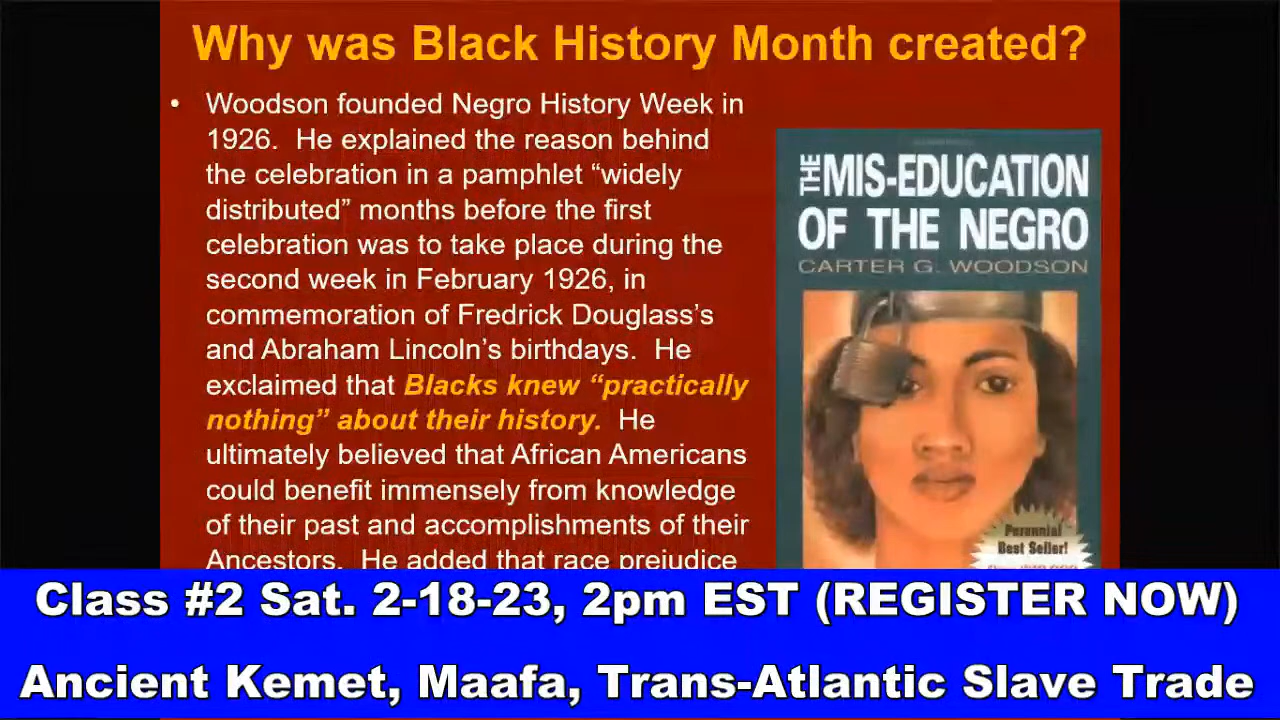 Why was Black History Month created?
• Woodson founded Negro History Week in
1926. He explained the reason behind
the celebration in a pamphlet “widely
distributed” months before the first
celebration was to take place during the
second week in February 1926, in
commemoration of Fredrick Douglass’s
and Abraham Lincoln’s birthdays. He
exclaimed that Blacks knew “practically
nothing” about their history. He
ultimately believed that African Americans
could benefit immensely from knowledge
of their past and accomplishments of their
Ancestors. He added that race prejudice
THE MIS-EDUCATION
OF THE NEGRO
CARTER G. WOODSON
Perennial
Best Seller!
Class #2 Sat. 2-18-23, 2pm EST (REGISTER NOW)
Ancient Kemet, Maafa, Trans-Atlantic Slave Trade